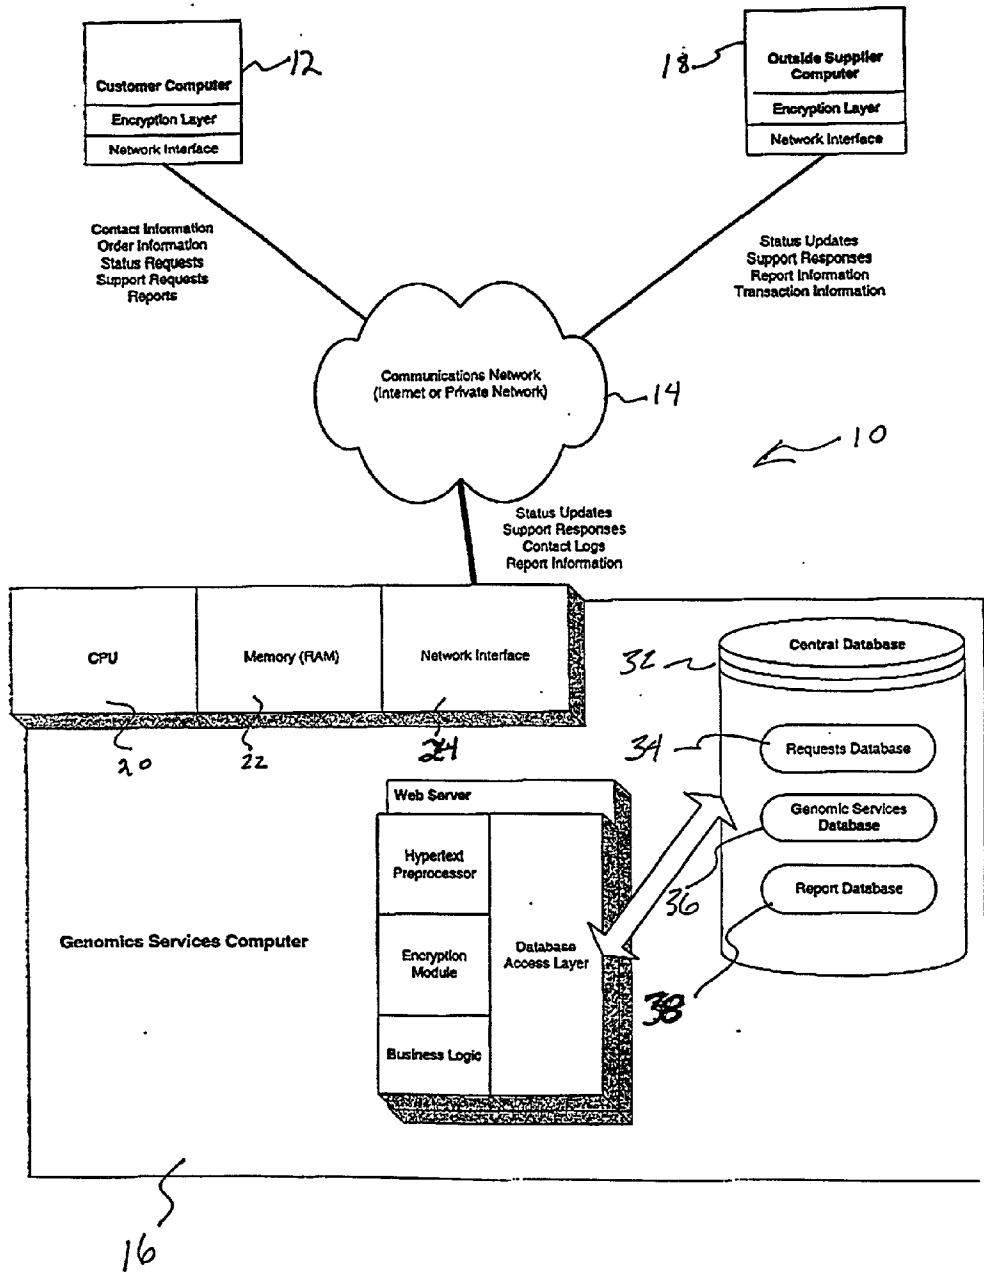 12
Customer Computer
Encryption Layer
Network Interface
18
Outside Supplier
Computer
Encryption Layer
Network Interface
Contact Information
Order Information
Status Requests
Support Requests
Reports
Status Updates
Support Responses
Report Information
Transaction Information
Communications Network
(Internet or Private Network)
14
10
Status Updates
Support Responses
Contact Logs
Report Information
CPU
Memory (RAM)
Network Interface
20
22
24
32
Central Database
34
Requests Database
Genomic Services
Database
36
Report Database
38
Web Server
Hypertext
Preprocessor
Encryption
Module
Business Logic
Database
Access Layer
Genomics Services Computer
16